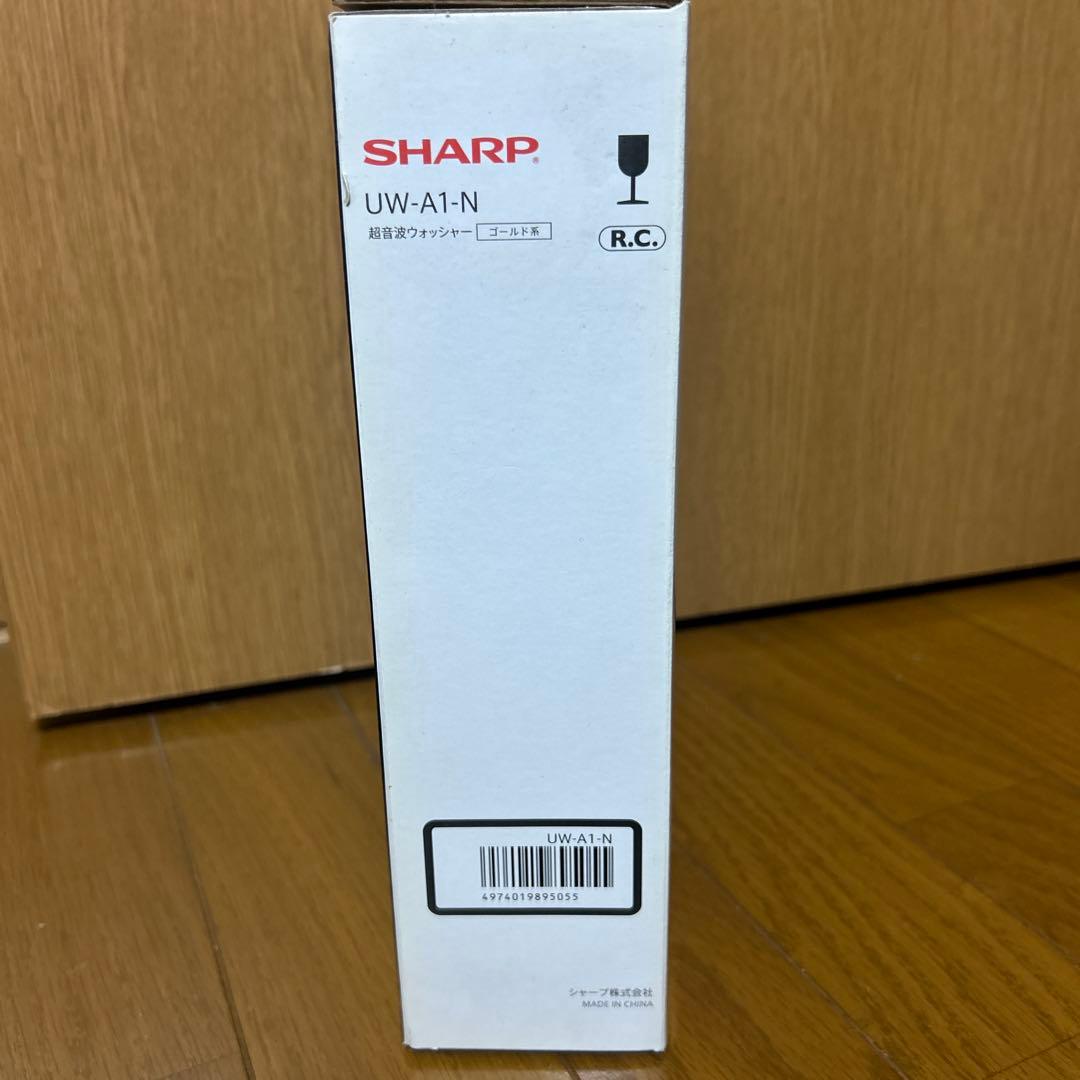 SHARP
UW-A1-N
超音波ウォッシャー ゴールド系
R.C.
UW-A1-N
4974019895055
シャープ株式会社
MADE IN CHINA